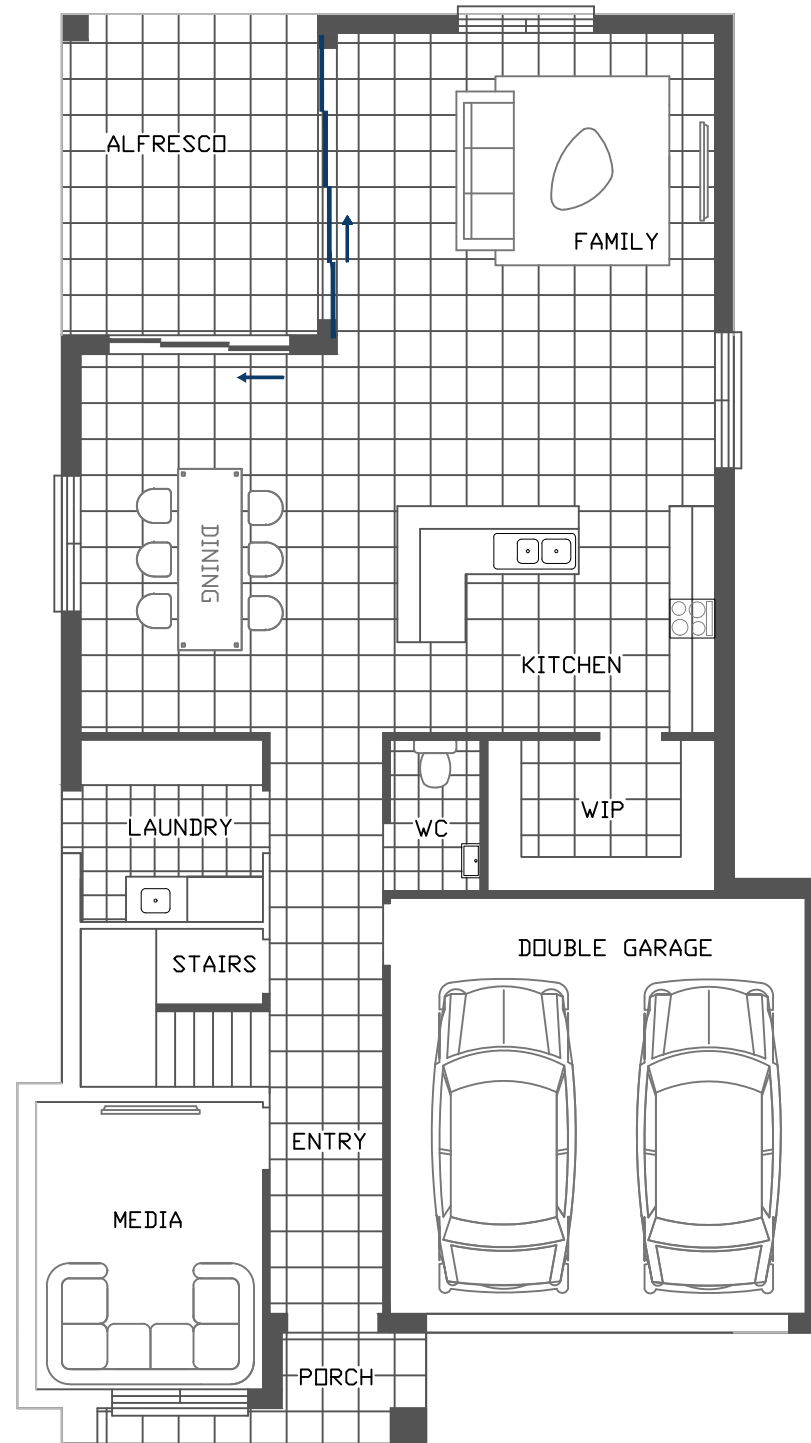 ALFRESCO
FAMILY
DINING
KITCHEN
LAUNDRY
WC
WIP
STAIRS
DOUBLE GARAGE
ENTRY
MEDIA
PORCH